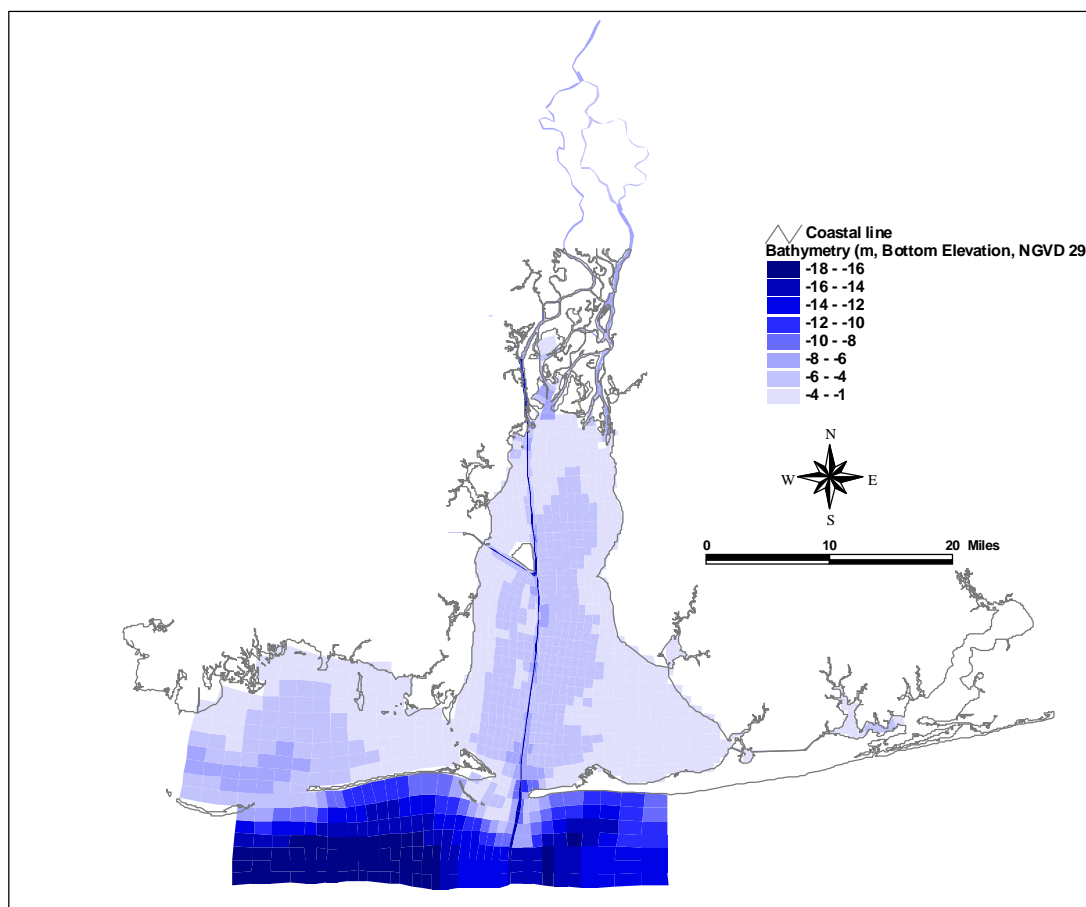 Coastal line
Bathymetry (m, Bottom Elevation, NGVD 29
-18 - -16
-16 - -14
-14 - -12
-12 - -10
-10 - -8
-8 - -6
-6 - -4
-4 - -1
N
W E
S
0 10 20 Miles